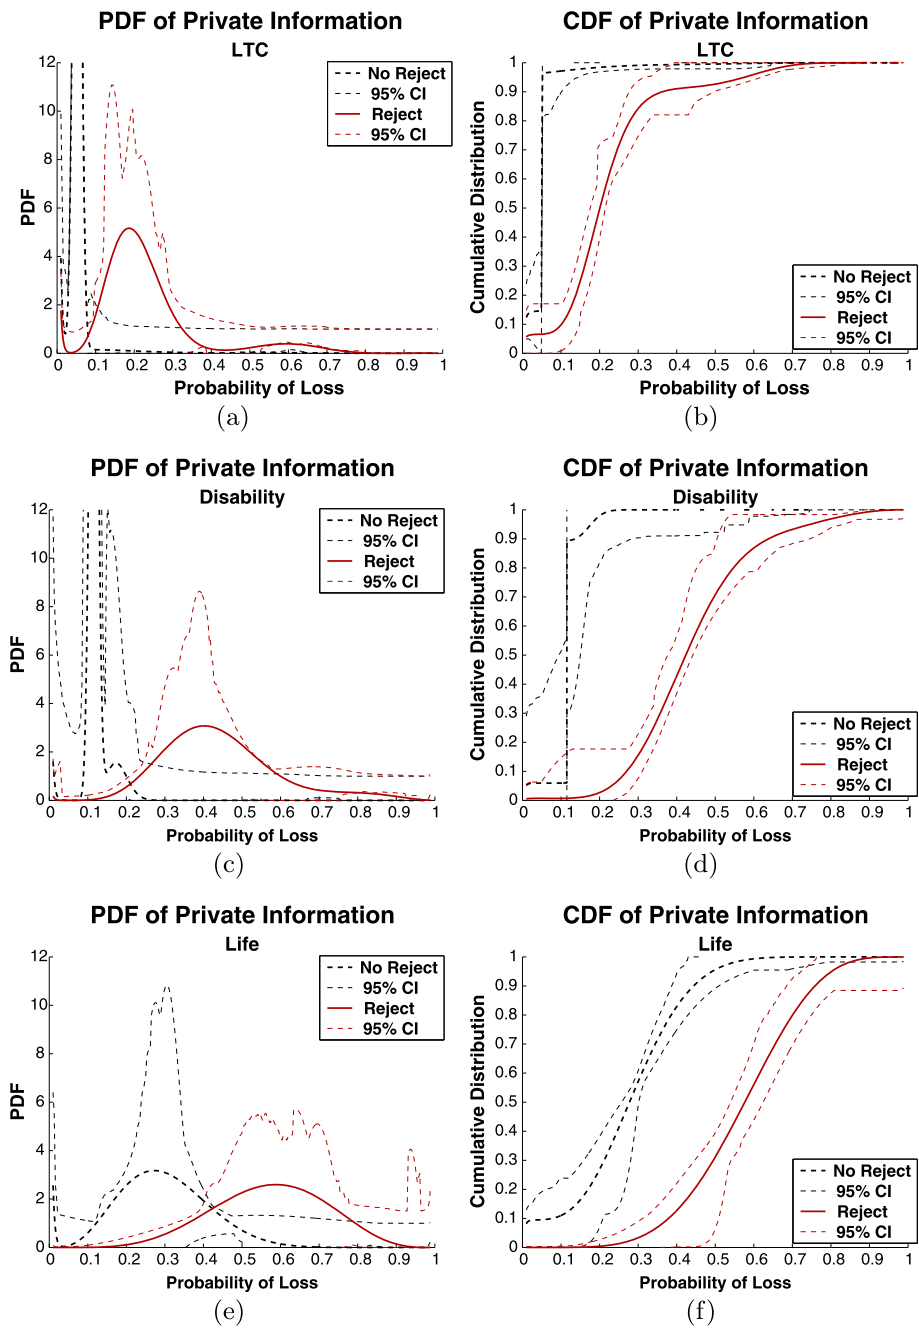 PDF of Private Information
LTC
12
10
8
6
4
2
0
PDF
0 0.1 0.2 0.3 0.4 0.5 0.6 0.7 0.8 0.9 1
Probability of Loss
No Reject
95% CI
Reject
95% CI
(a)
CDF of Private Information
LTC
1
0.9
0.8
0.7
0.6
0.5
0.4
0.3
0.2
0.1
0
Cumulative Distribution
0 0.1 0.2 0.3 0.4 0.5 0.6 0.7 0.8 0.9 1
Probability of Loss
No Reject
95% CI
Reject
95% CI
(b)
PDF of Private Information
Disability
12
10
8
6
4
2
0
PDF
0 0.1 0.2 0.3 0.4 0.5 0.6 0.7 0.8 0.9 1
Probability of Loss
No Reject
95% CI
Reject
95% CI
(c)
CDF of Private Information
Disability
1
0.9
0.8
0.7
0.6
0.5
0.4
0.3
0.2
0.1
0
Cumulative Distribution
0 0.1 0.2 0.3 0.4 0.5 0.6 0.7 0.8 0.9 1
Probability of Loss
No Reject
95% CI
Reject
95% CI
(d)
PDF of Private Information
Life
12
10
8
6
4
2
0
PDF
0 0.1 0.2 0.3 0.4 0.5 0.6 0.7 0.8 0.9 1
Probability of Loss
No Reject
95% CI
Reject
95% CI
(e)
CDF of Private Information
Life
1
0.9
0.8
0.7
0.6
0.5
0.4
0.3
0.2
0.1
0
Cumulative Distribution
0 0.1 0.2 0.3 0.4 0.5 0.6 0.7 0.8 0.9 1
Probability of Loss
No Reject
95% CI
Reject
95% CI
(f)